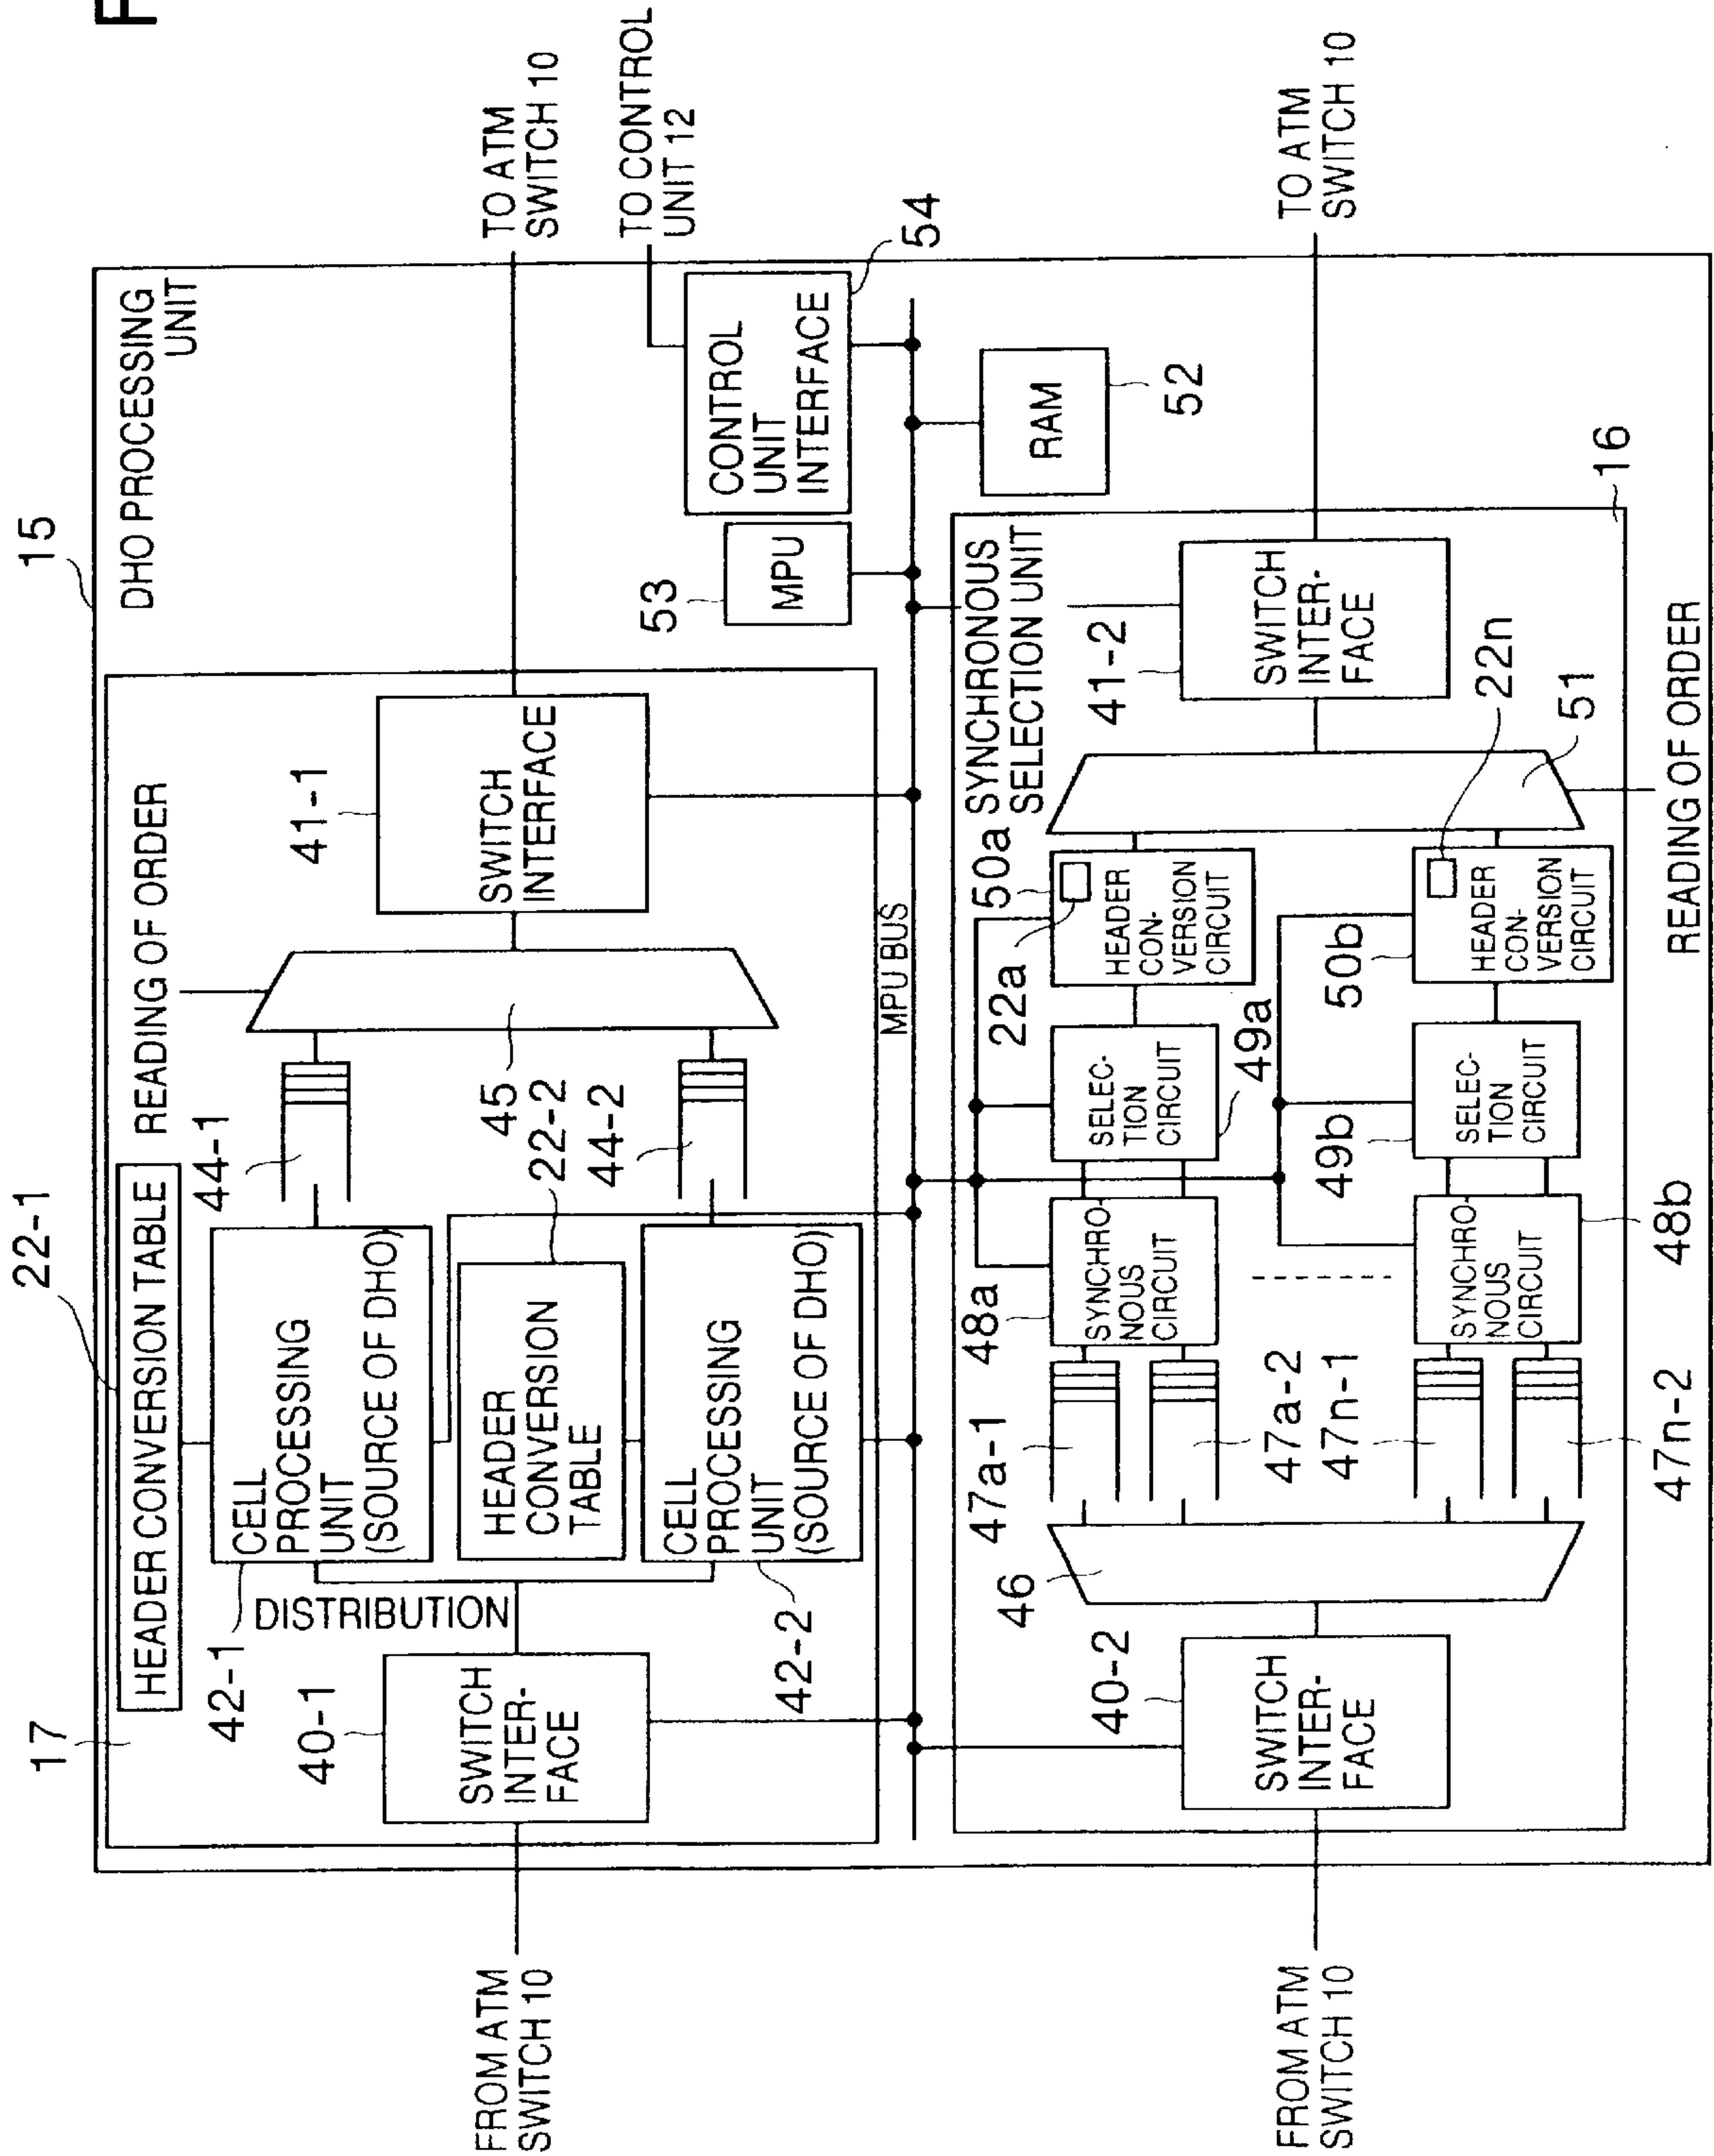 F
15
DHO PROCESSING
UNIT
17
22-1
HEADER CONVERSION TABLE
READING OF ORDER
42-1
CELL
PROCESSING
UNIT
(SOURCE OF DHO)
44-1
41-1
SWITCH
INTERFACE
TO ATM
SWITCH 10
DISTRIBUTION
40-1
SWITCH
INTER-
FACE
FROM ATM
SWITCH 10
HEADER
CONVERSION
TABLE
22-2
45
44-2
42-2
CELL
PROCESSING
UNIT
(SOURCE OF DHO)
MPU BUS
53
MPU
CONTROL
UNIT
INTERFACE
54
TO CONTROL
UNIT 12
RAM
52
SYNCHRONOUS
SELECTION UNIT
16
FROM ATM
SWITCH 10
40-2
SWITCH
INTER-
FACE
46
47a-1
47a-2
47n-1
47n-2
48a
SYNCHRO-
NOUS
CIRCUIT
SELEC-
TION
CIRCUIT
49a
22a
50a
HEADER
CON-
VERSION
CIRCUIT
SYNCHRO-
NOUS
CIRCUIT
48b
49b
SELEC-
TION
CIRCUIT
50b
HEADER
CON-
VERSION
CIRCUIT
22n
51
READING OF ORDER
41-2
SWITCH
INTER-
FACE
TO ATM
SWITCH 10